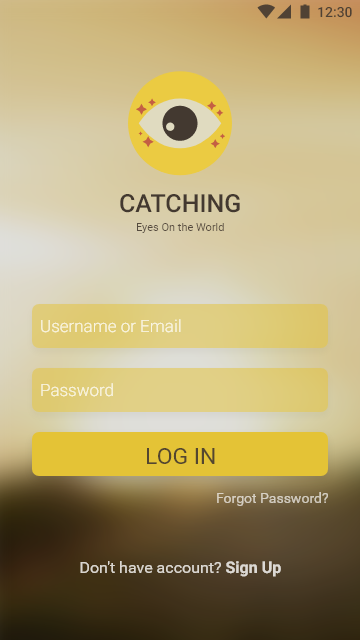 12:30
CATCHING
Eyes On the World
Username or Email
Password
LOG IN
Forgot Password?
Don't have account? Sign Up